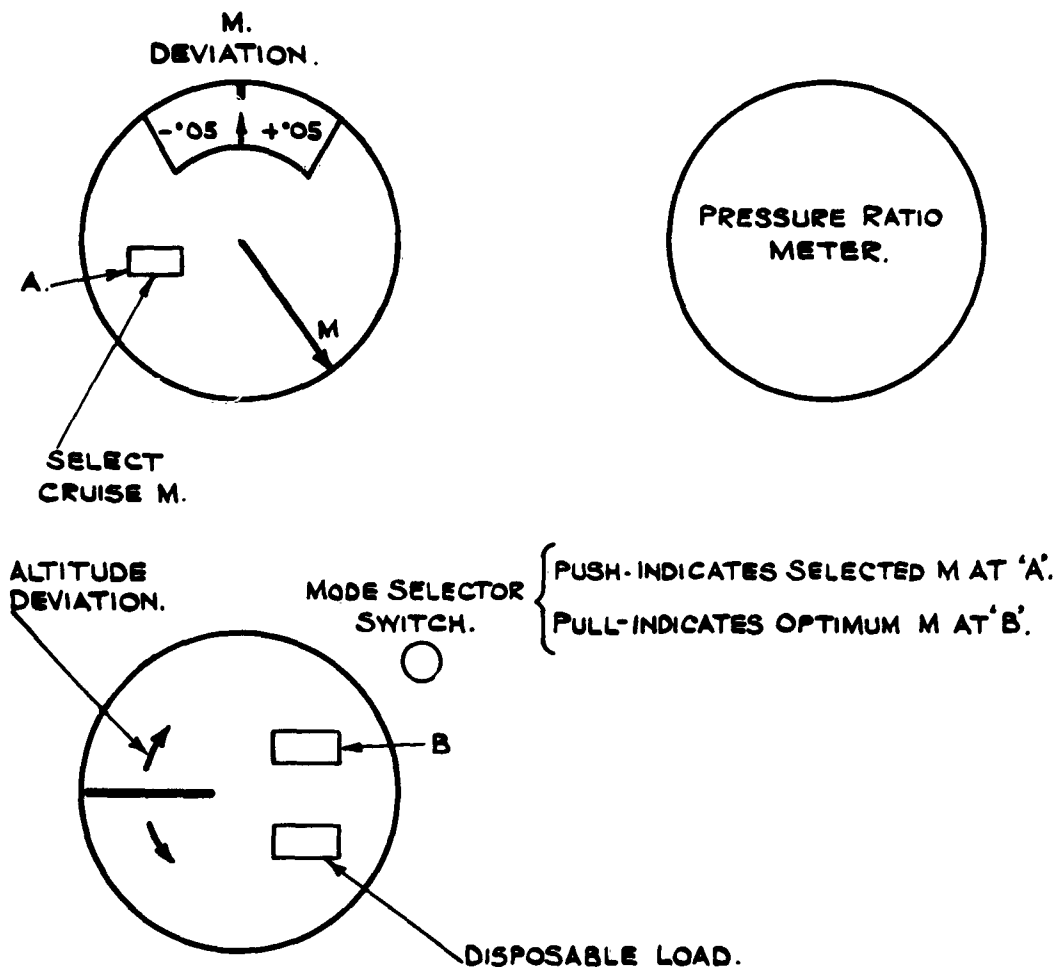 M.
DEVIATION.
-·05 +·05
A.
M
SELECT
CRUISE M.
PRESSURE RATIO
METER.
ALTITUDE
DEVIATION.
MODE SELECTOR
SWITCH.
PUSH-INDICATES SELECTED M AT 'A'.
PULL-INDICATES OPTIMUM M AT 'B'.
B
DISPOSABLE LOAD.